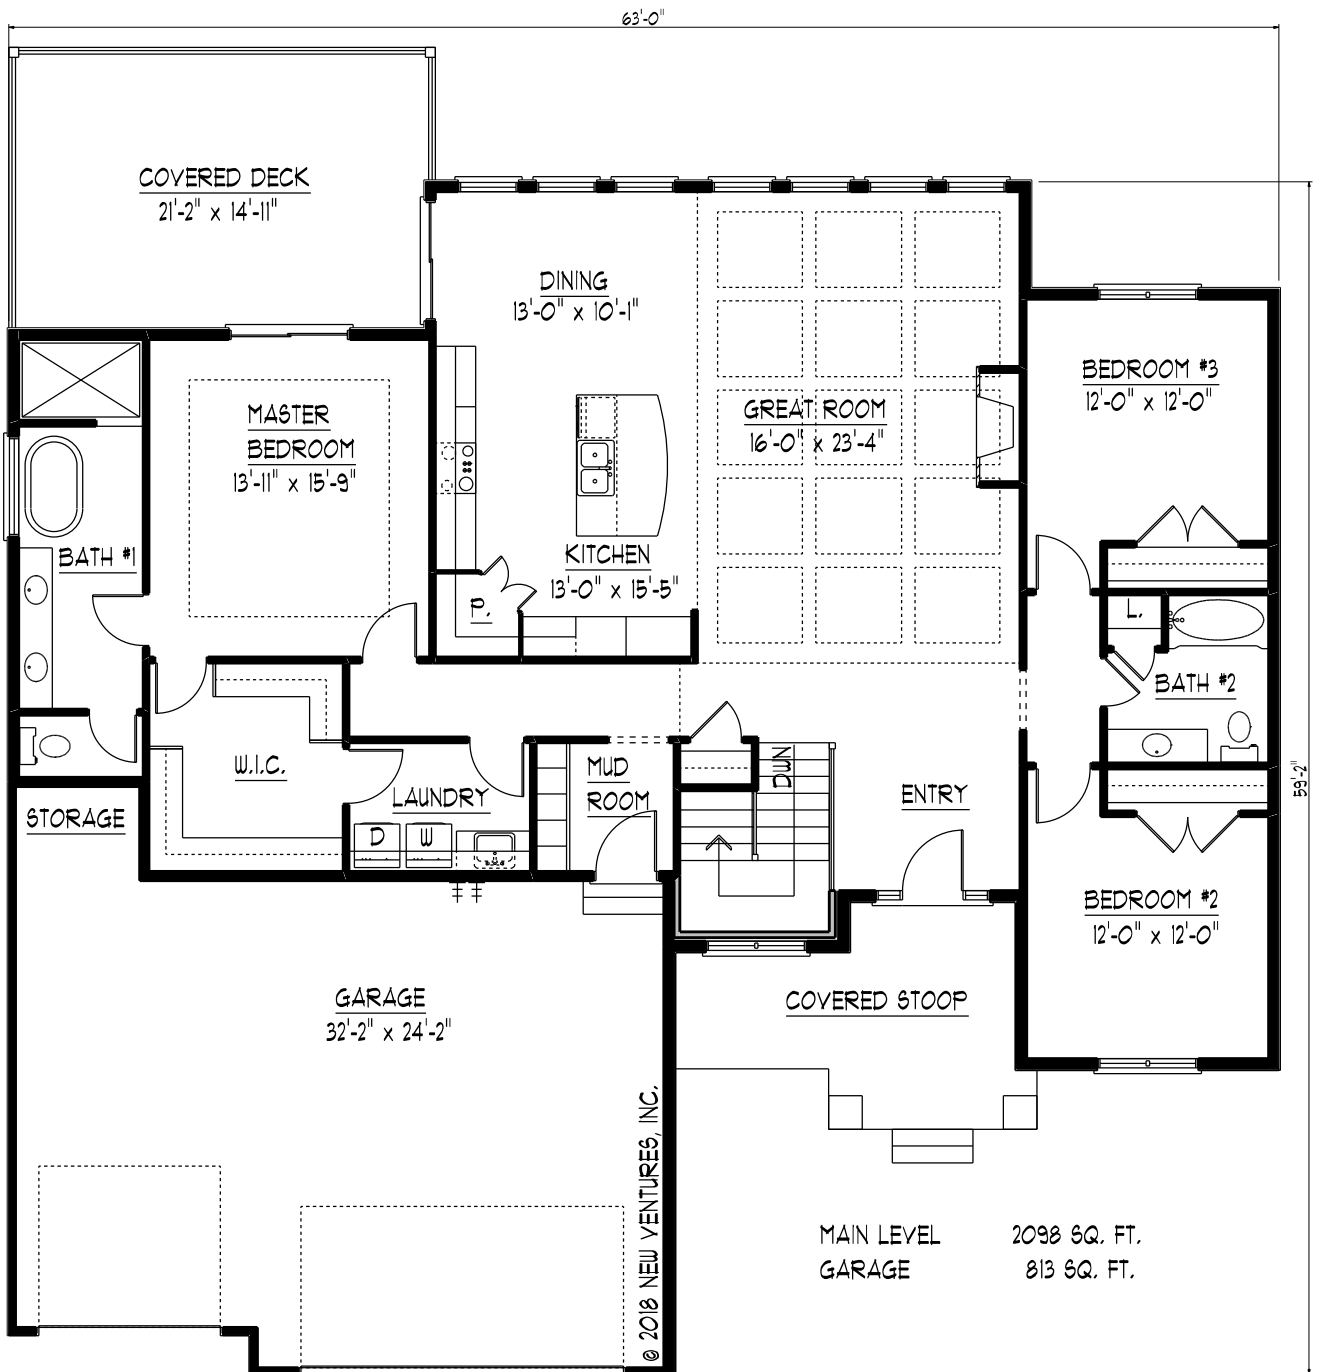 63'-0"
COVERED DECK
21'-2" x 14'-11"
DINING
13'-0" x 10'-1"
MASTER
BEDROOM
13'-11" x 15'-9"
GREAT ROOM
16'-0" x 23'-4"
BEDROOM #3
12'-0" x 12'-0"
BATH #1
KITCHEN
13'-0" x 15'-5"
P.
L.
BATH #2
W.I.C.
MUD
ROOM
DWN
LAUNDRY
D
W
ENTRY
59'-2"
STORAGE
BEDROOM #2
12'-0" x 12'-0"
GARAGE
32'-2" x 24'-2"
COVERED STOOP
© 2018 NEW VENTURES, INC.
MAIN LEVEL 2098 SQ. FT.
GARAGE 813 SQ. FT.